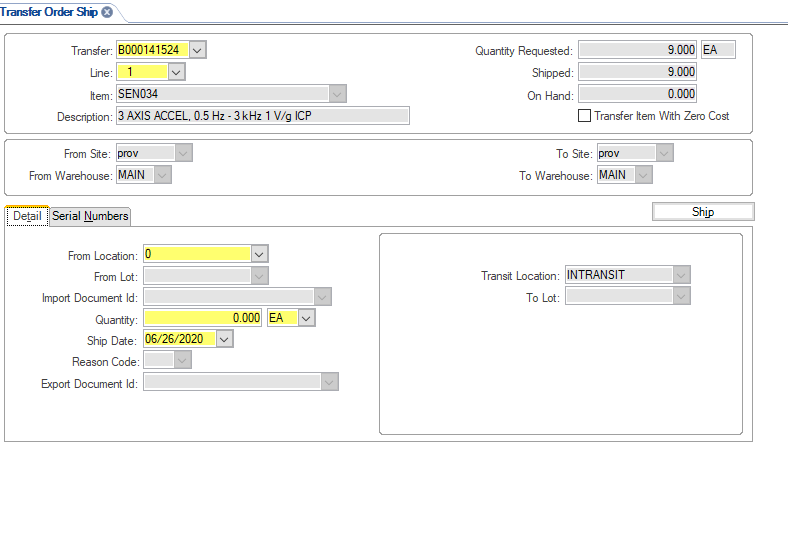 Transfer Order Ship
Transfer: B000141524 Quantity Requested: 9.000 EA
Line: 1 Shipped: 9.000
Item: SEN034 On Hand: 0.000
Description: 3 AXIS ACCEL, 0.5 Hz - 3 kHz 1 V/g ICP Transfer Item With Zero Cost
From Site: prov To Site: prov
From Warehouse: MAIN To Warehouse: MAIN
Detail Serial Numbers Ship
From Location: 0
From Lot: Transit Location: INTRANSIT
Import Document Id: To Lot:
Quantity: 0.000 EA
Ship Date: 06/26/2020
Reason Code:
Export Document Id: